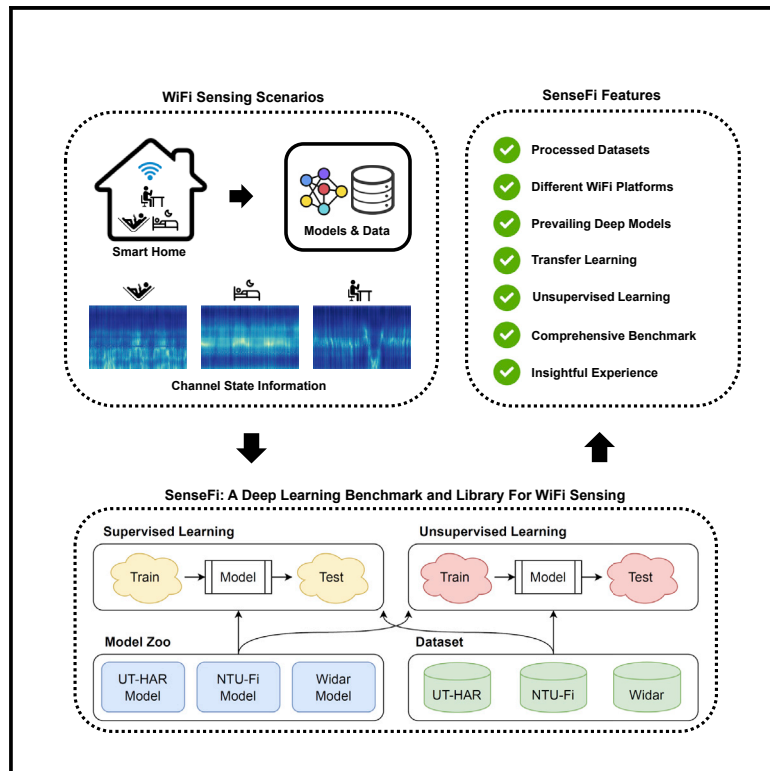 WiFi Sensing Scenarios
Smart Home
Models & Data
Channel State Information
SenseFi Features
Processed Datasets
Different WiFi Platforms
Prevailing Deep Models
Transfer Learning
Unsupervised Learning
Comprehensive Benchmark
Insightful Experience
SenseFi: A Deep Learning Benchmark and Library For WiFi Sensing
Supervised Learning
Train
Model
Test
Unsupervised Learning
Train
Model
Test
Model Zoo
UT-HAR
Model
NTU-Fi
Model
Widar
Model
Dataset
UT-HAR
NTU-Fi
Widar